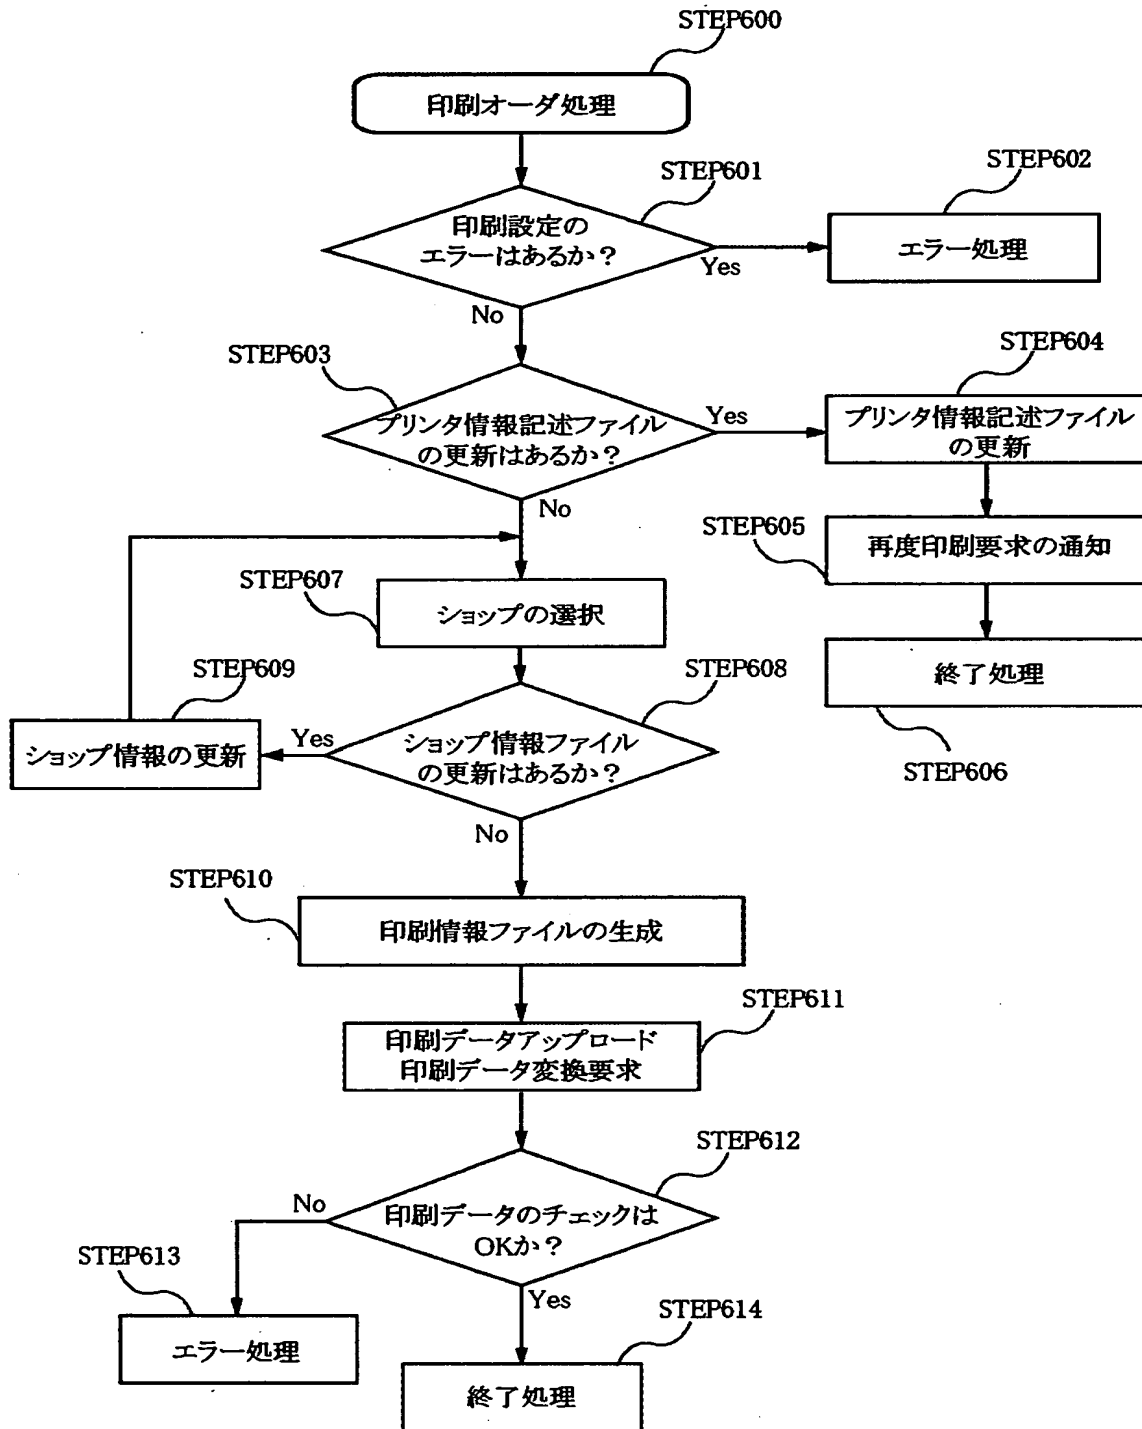 STEP600
印刷オーダ処理
STEP601
STEP602
印刷設定の
エラーはあるか？
エラー処理
Yes
No
STEP603
STEP604
プリンタ情報記述ファイル
の更新はあるか？
Yes
プリンタ情報記述ファイル
の更新
No
STEP605
再度印刷要求の通知
STEP607
ショップの選択
終了処理
STEP606
STEP609
STEP608
ショップ情報の更新
Yes
ショップ情報ファイル
の更新はあるか？
No
STEP610
印刷情報ファイルの生成
STEP611
印刷データアップロード
印刷データ変換要求
STEP612
No
印刷データのチェックは
OKか？
STEP613
エラー処理
Yes
STEP614
終了処理